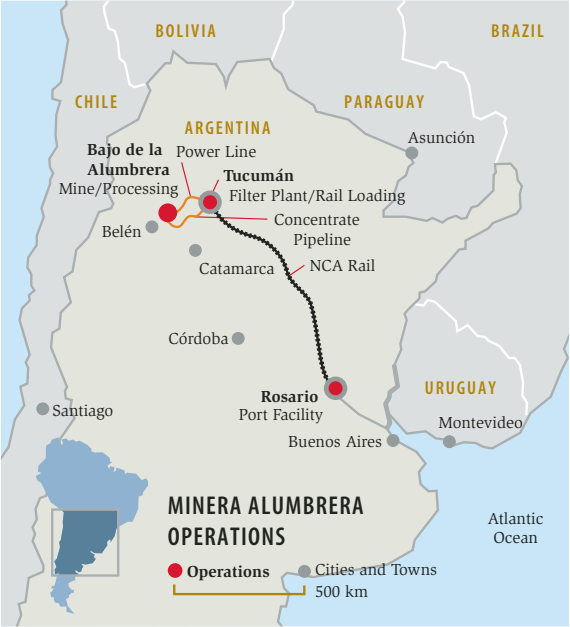 BOLIVIA
BRAZIL
CHILE
PARAGUAY
ARGENTINA
Asunción
Bajo de la
Alumbrera
Mine/Processing
Power Line
Tucumán
Filter Plant/Rail Loading
Concentrate
Pipeline
Belén
Catamarca
NCA Rail
Córdoba
Rosario
Port Facility
URUGUAY
Santiago
Montevideo
Buenos Aires
MINERA ALUMBRERA
OPERATIONS
Atlantic
Ocean
Operations
Cities and Towns
500 km